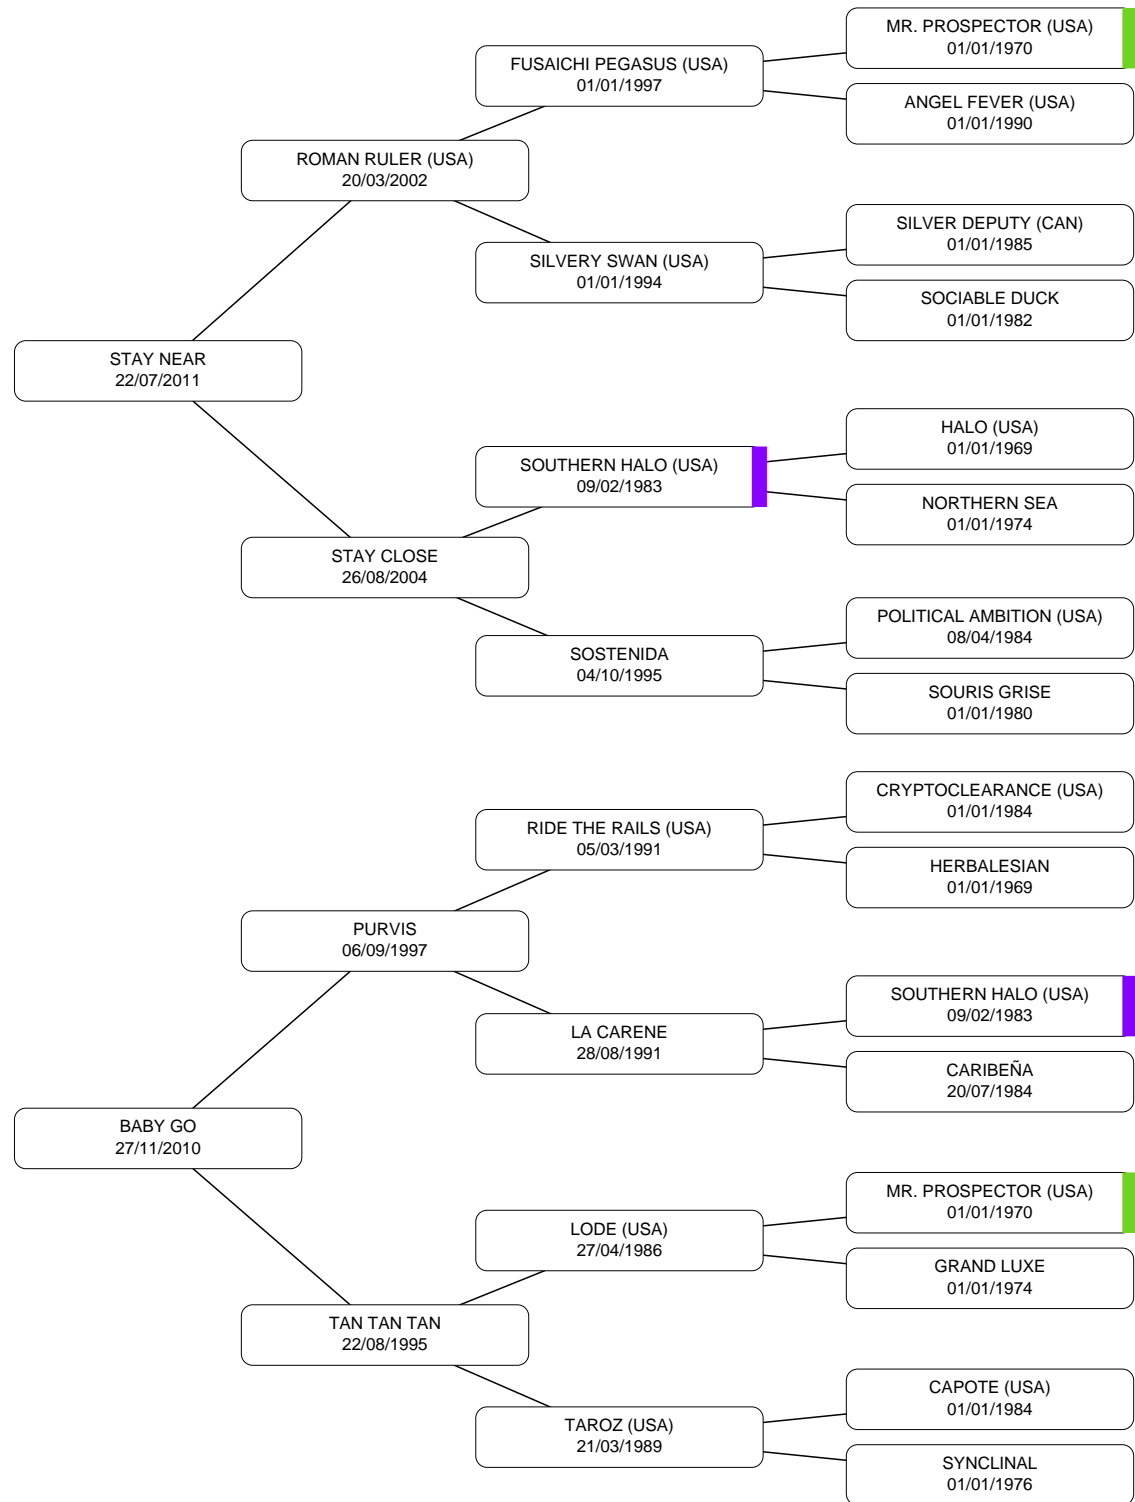 MR. PROSPECTOR (USA)
01/01/1970
FUSAICHI PEGASUS (USA)
01/01/1997
ANGEL FEVER (USA)
01/01/1990
ROMAN RULER (USA)
20/03/2002
SILVER DEPUTY (CAN)
01/01/1985
SILVERY SWAN (USA)
01/01/1994
SOCIABLE DUCK
01/01/1982
STAY NEAR
22/07/2011
HALO (USA)
01/01/1969
SOUTHERN HALO (USA)
09/02/1983
NORTHERN SEA
01/01/1974
STAY CLOSE
26/08/2004
POLITICAL AMBITION (USA)
08/04/1984
SOSTENIDA
04/10/1995
SOURIS GRISE
01/01/1980
CRYPTOCLEARANCE (USA)
01/01/1984
RIDE THE RAILS (USA)
05/03/1991
HERBALESIAN
01/01/1969
PURVIS
06/09/1997
SOUTHERN HALO (USA)
09/02/1983
LA CARENE
28/08/1991
CARIBEÑA
20/07/1984
BABY GO
27/11/2010
MR. PROSPECTOR (USA)
01/01/1970
LODE (USA)
27/04/1986
GRAND LUXE
01/01/1974
TAN TAN TAN
22/08/1995
CAPOTE (USA)
01/01/1984
TAROZ (USA)
21/03/1989
SYNCLINAL
01/01/1976